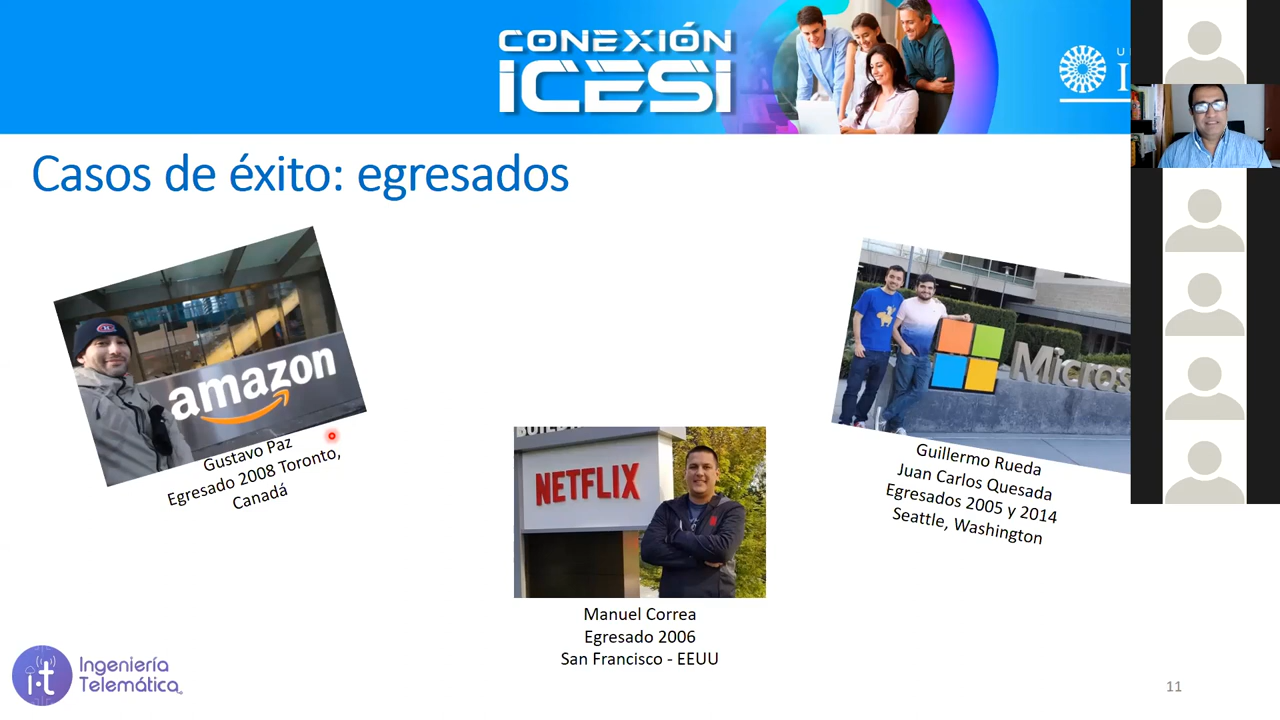 CONEXIÓN
ICESI
U
I
Casos de éxito: egresados
amazon
Gustavo Paz
Egresado 2008 Toronto,
Canadá
NETFLIX
Manuel Correa
Egresado 2006
San Francisco - EEUU
Micros
Guillermo Rueda
Juan Carlos Quesada
Egresados 2005 y 2014
Seattle, Washington
i·t
Ingeniería
Telemática
11